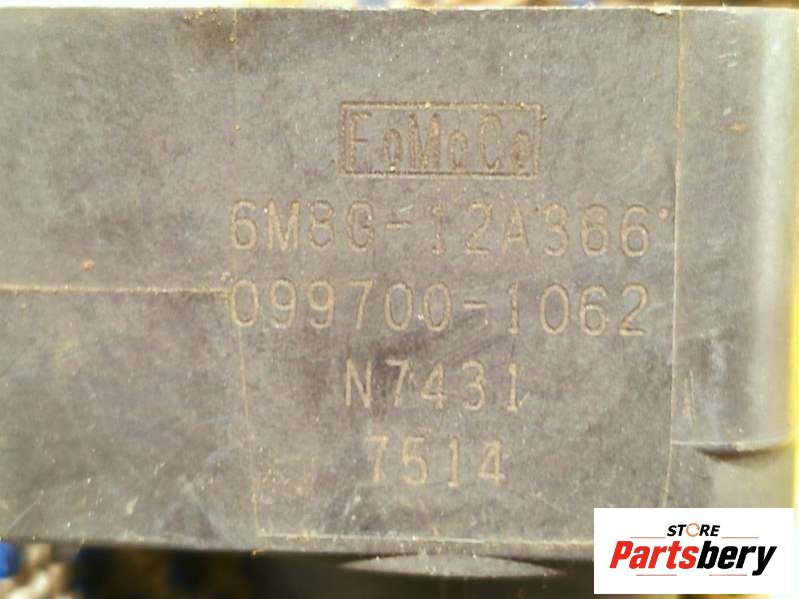 FoMoCo
6M8G-12A366
099700-1062
N7431
7514
STORE
Partsbery